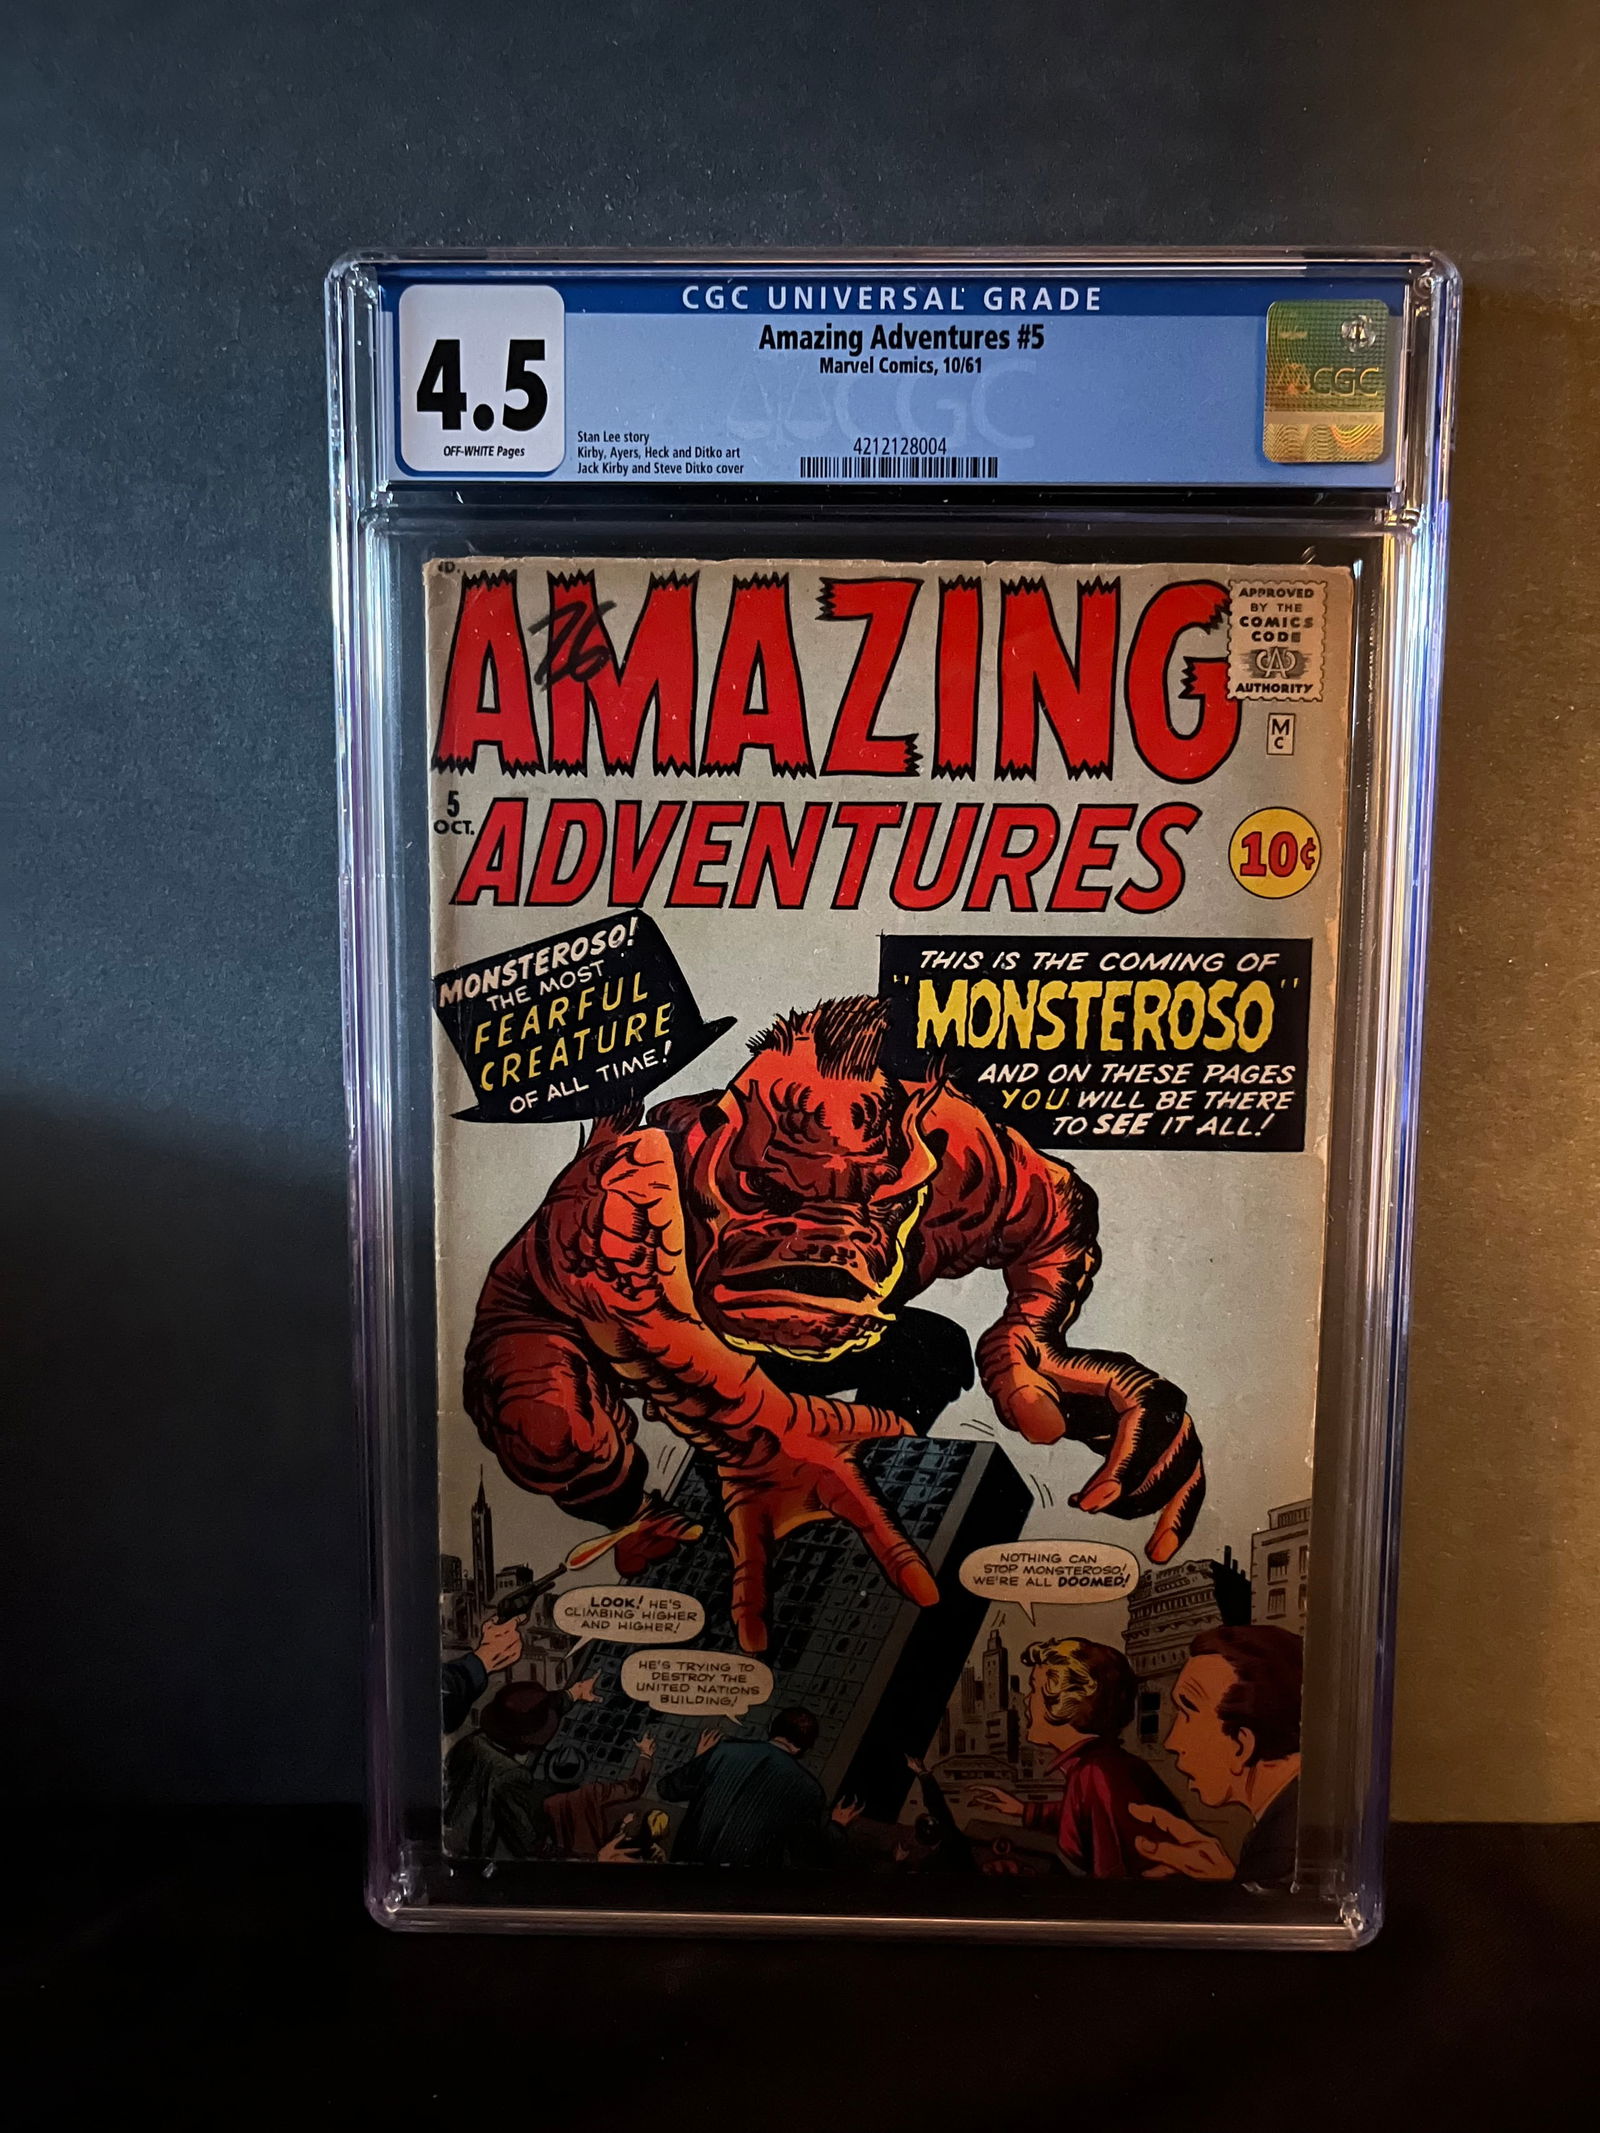 CGC UNIVERSAL GRADE
4.5
OFF-WHITE Pages
Amazing Adventures #5
Marvel Comics, 10/61
Stan Lee story
Kirby, Ayers, Heck and Ditko art
Jack Kirby and Steve Ditko cover
4212128004
CGC
CGC
AMAZING
26
APPROVED
BY THE
COMICS
CODE
CA
AUTHORITY
M
C
5
OCT.
ADVENTURES
10¢
MONSTEROSO!
THE MOST
FEARFUL
CREATURE
OF ALL TIME!
THIS IS THE COMING OF
"MONSTEROSO"
AND ON THESE PAGES
YOU WILL BE THERE
TO SEE IT ALL!
NOTHING CAN
STOP MONSTEROSO!
WE'RE ALL DOOMED!
LOOK! HE'S
CLIMBING HIGHER
AND HIGHER!
HE'S TRYING TO
DESTROY THE
UNITED NATIONS
BUILDING!